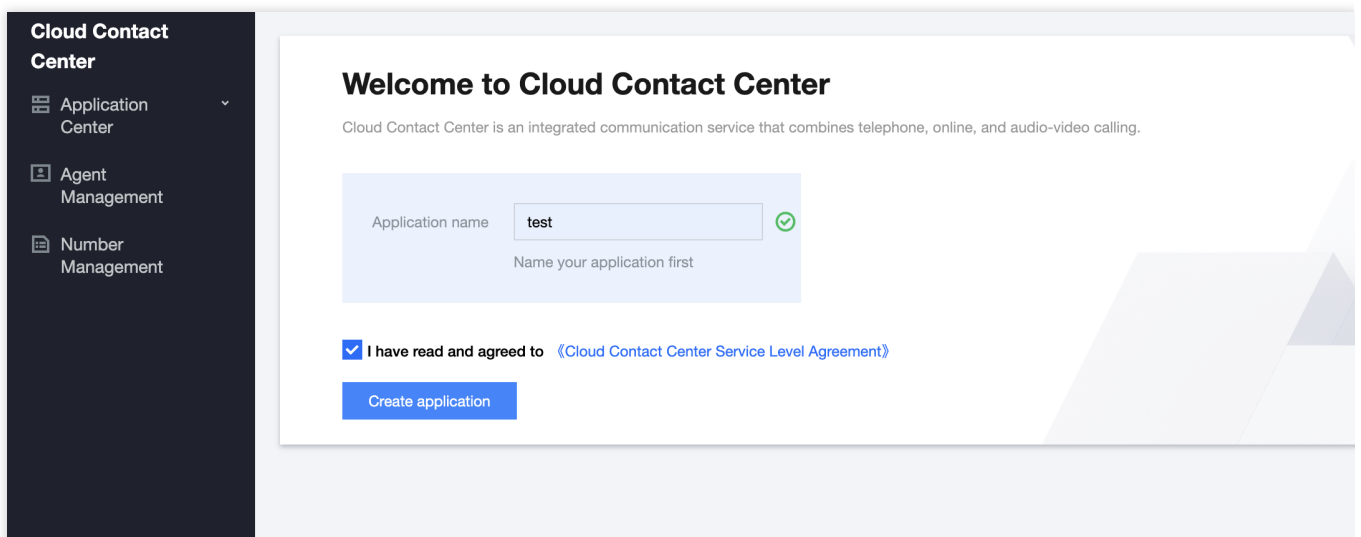 Cloud Contact
Center
Application
Center
Agent
Management
Number
Management
Welcome to Cloud Contact Center
Cloud Contact Center is an integrated communication service that combines telephone, online, and audio-video calling.
Application name test
Name your application first
I have read and agreed to 《Cloud Contact Center Service Level Agreement》
Create application